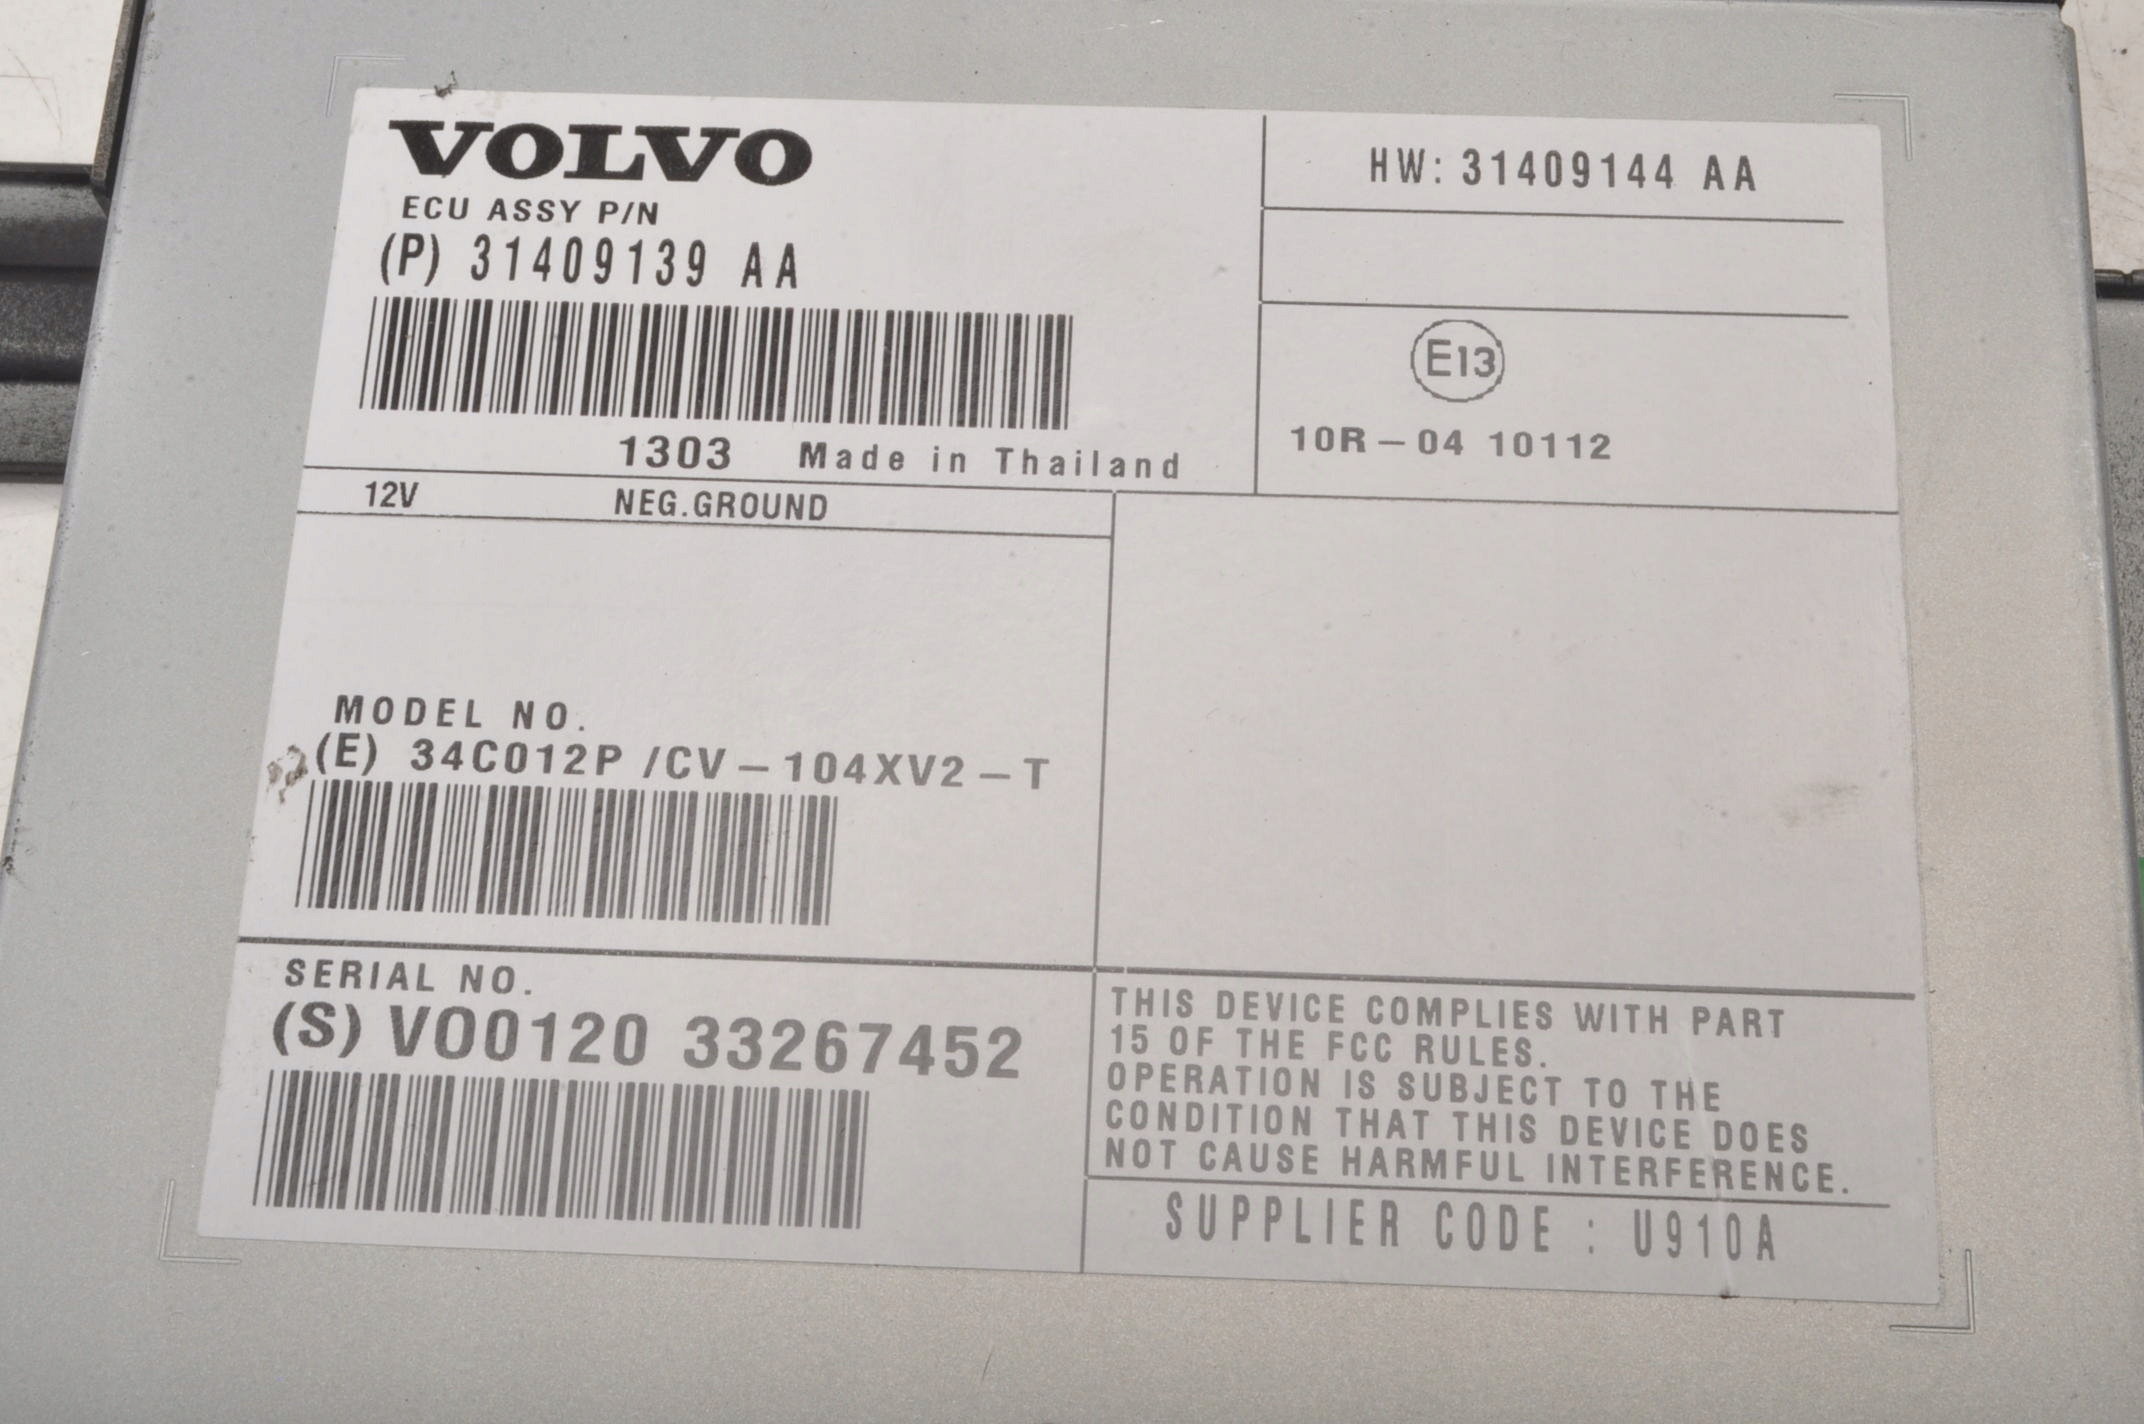 VOLVO
ECU ASSY P/N
(P) 31409139 AA
1303 Made in Thailand
HW: 31409144 AA
E13
10R-04 10112
12V NEG.GROUND
MODEL NO.
(E) 34C012P /CV-104XV2-T
SERIAL NO.
(S) VO0120 33267452
THIS DEVICE COMPLIES WITH PART
15 OF THE FCC RULES.
OPERATION IS SUBJECT TO THE
CONDITION THAT THIS DEVICE DOES
NOT CAUSE HARMFUL INTERFERENCE.
SUPPLIER CODE : U910A